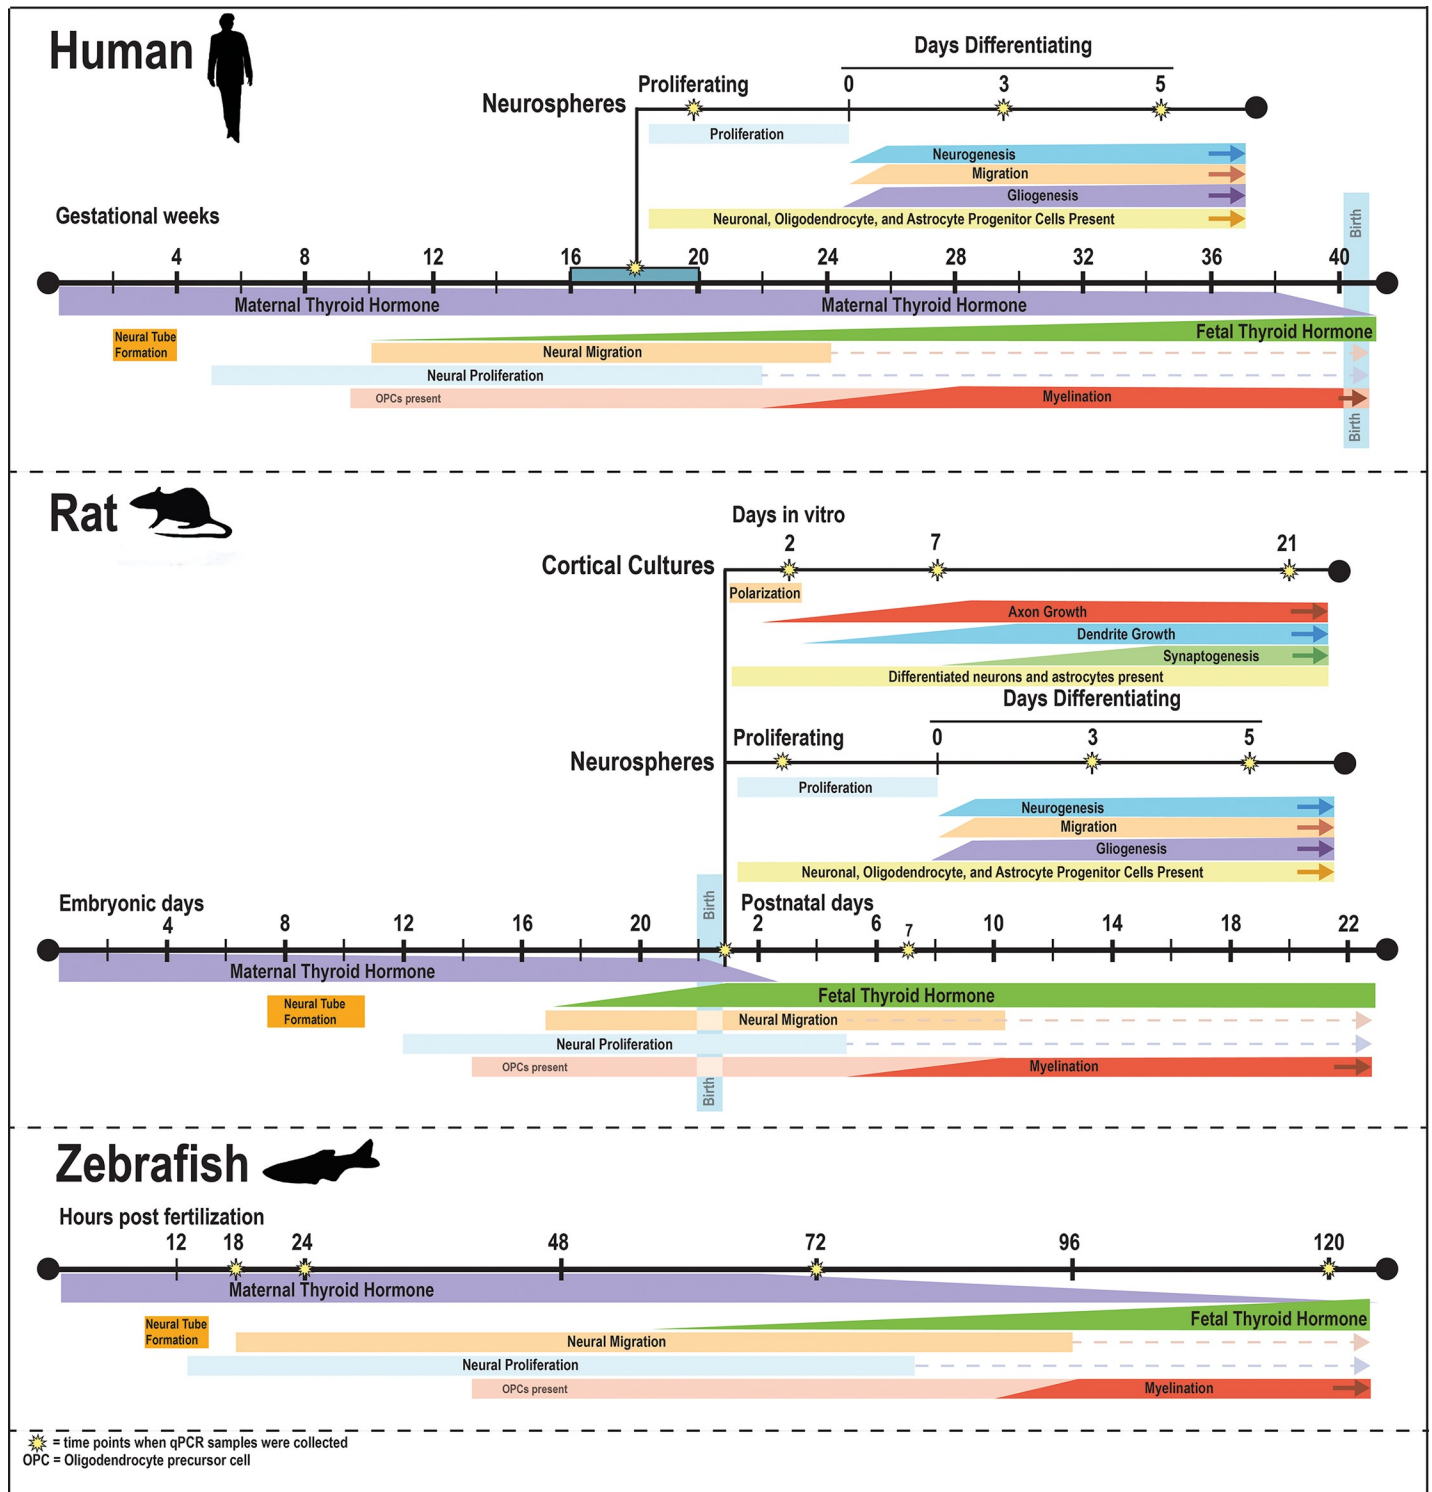 Human
Days Differentiating
Proliferating 0 3 5
Neurospheres
Proliferation
Neurogenesis
Migration
Gliogenesis
Neuronal, Oligodendrocyte, and Astrocyte Progenitor Cells Present
Gestational weeks
Birth
4 8 12 16 20 24 28 32 36 40
Maternal Thyroid Hormone Maternal Thyroid Hormone
Fetal Thyroid Hormone
Neural Tube
Formation
Neural Migration
Neural Proliferation
OPCs present Myelination
Birth
Rat
Days in vitro
2 7 21
Cortical Cultures
Polarization
Axon Growth
Dendrite Growth
Synaptogenesis
Differentiated neurons and astrocytes present
Days Differentiating
Proliferating 0 3 5
Neurospheres
Proliferation
Neurogenesis
Migration
Gliogenesis
Neuronal, Oligodendrocyte, and Astrocyte Progenitor Cells Present
Embryonic days Birth Postnatal days
4 8 12 16 20 2 6 7 10 14 18 22
Maternal Thyroid Hormone
Fetal Thyroid Hormone
Neural Tube
Formation
Neural Migration
Neural Proliferation
OPCs present Myelination
Birth
Zebrafish
Hours post fertilization
12 18 24 48 72 96 120
Maternal Thyroid Hormone
Fetal Thyroid Hormone
Neural Tube
Formation
Neural Migration
Neural Proliferation
OPCs present Myelination
= time points when qPCR samples were collected
OPC = Oligodendrocyte precursor cell